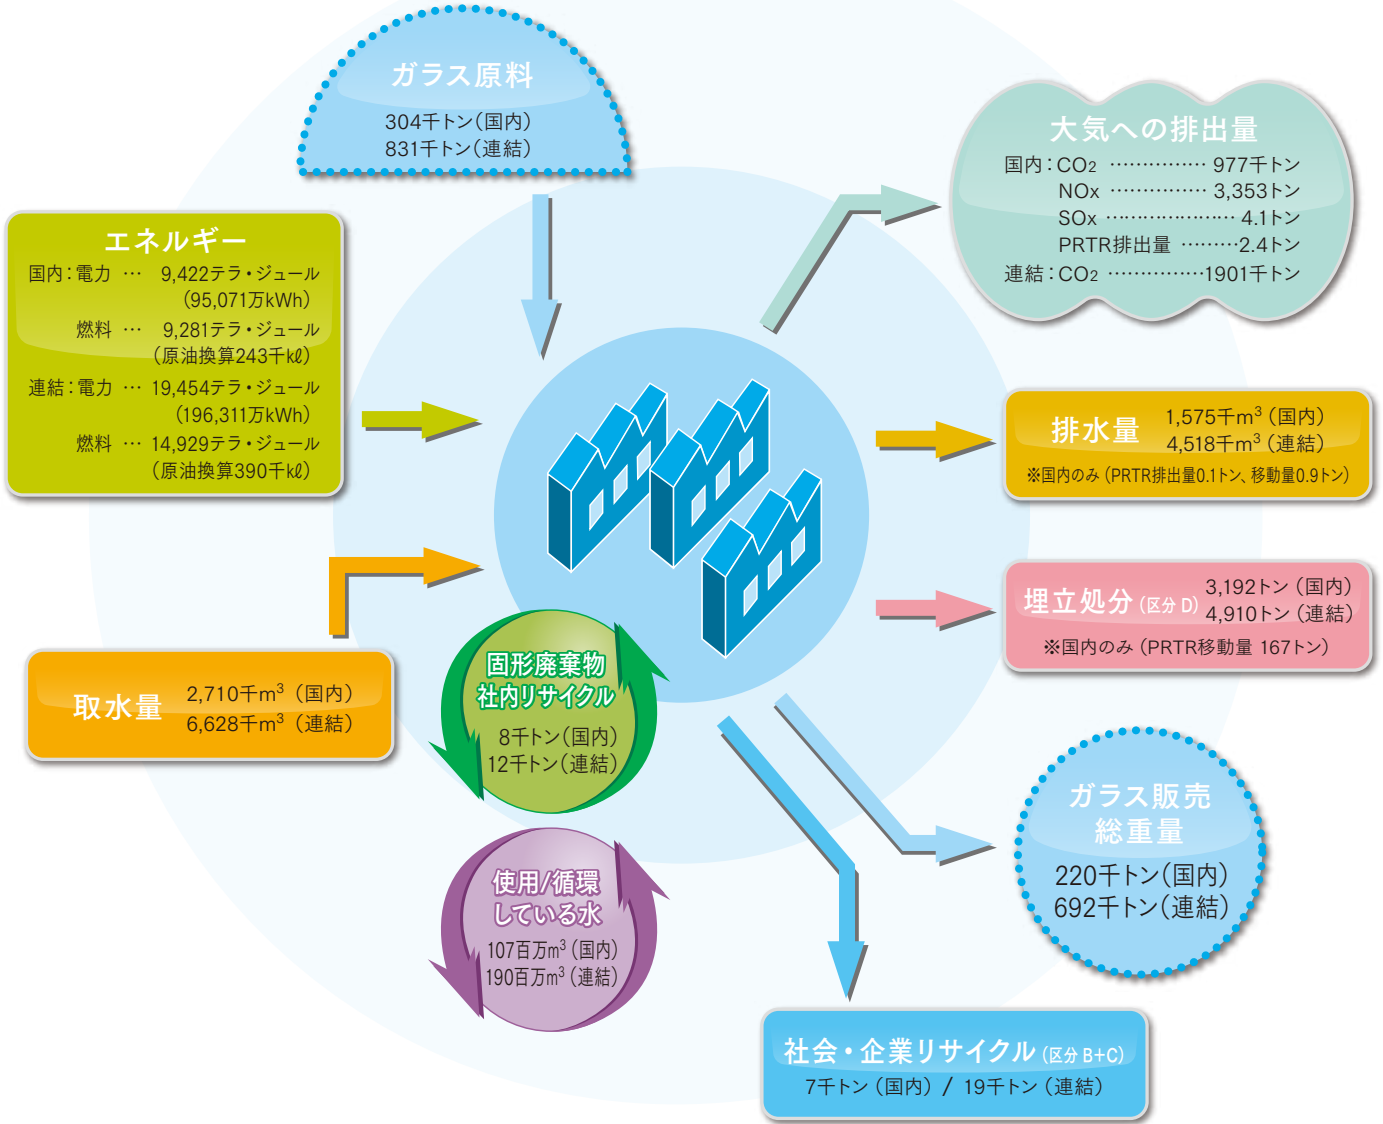 ガラス原料
304千トン(国内)
831千トン(連結)
大気への排出量
国内:CO2 …………… 977千トン
NOx …………… 3,353トン
SOx ………………… 4.1トン
PRTR排出量 ………2.4トン
連結:CO2 ……………1901千トン
エネルギー
国内:電力 … 9,422テラ・ジュール
(95,071万kWh)
燃料 … 9,281テラ・ジュール
(原油換算243千kℓ)
連結:電力 … 19,454テラ・ジュール
(196,311万kWh)
燃料 … 14,929テラ・ジュール
(原油換算390千kℓ)
排水量
1,575千m³(国内)
4,518千m³(連結)
※国内のみ(PRTR排出量0.1トン、移動量0.9トン)
埋立処分(区分 D)
3,192トン(国内)
4,910トン(連結)
※国内のみ(PRTR移動量 167トン)
取水量
2,710千m³(国内)
6,628千m³(連結)
固形廃棄物
社内リサイクル
8千トン(国内)
12千トン(連結)
使用/循環
している水
107百万m³(国内)
190百万m³(連結)
ガラス販売
総重量
220千トン(国内)
692千トン(連結)
社会・企業リサイクル(区分 B+C)
7千トン(国内) / 19千トン(連結)